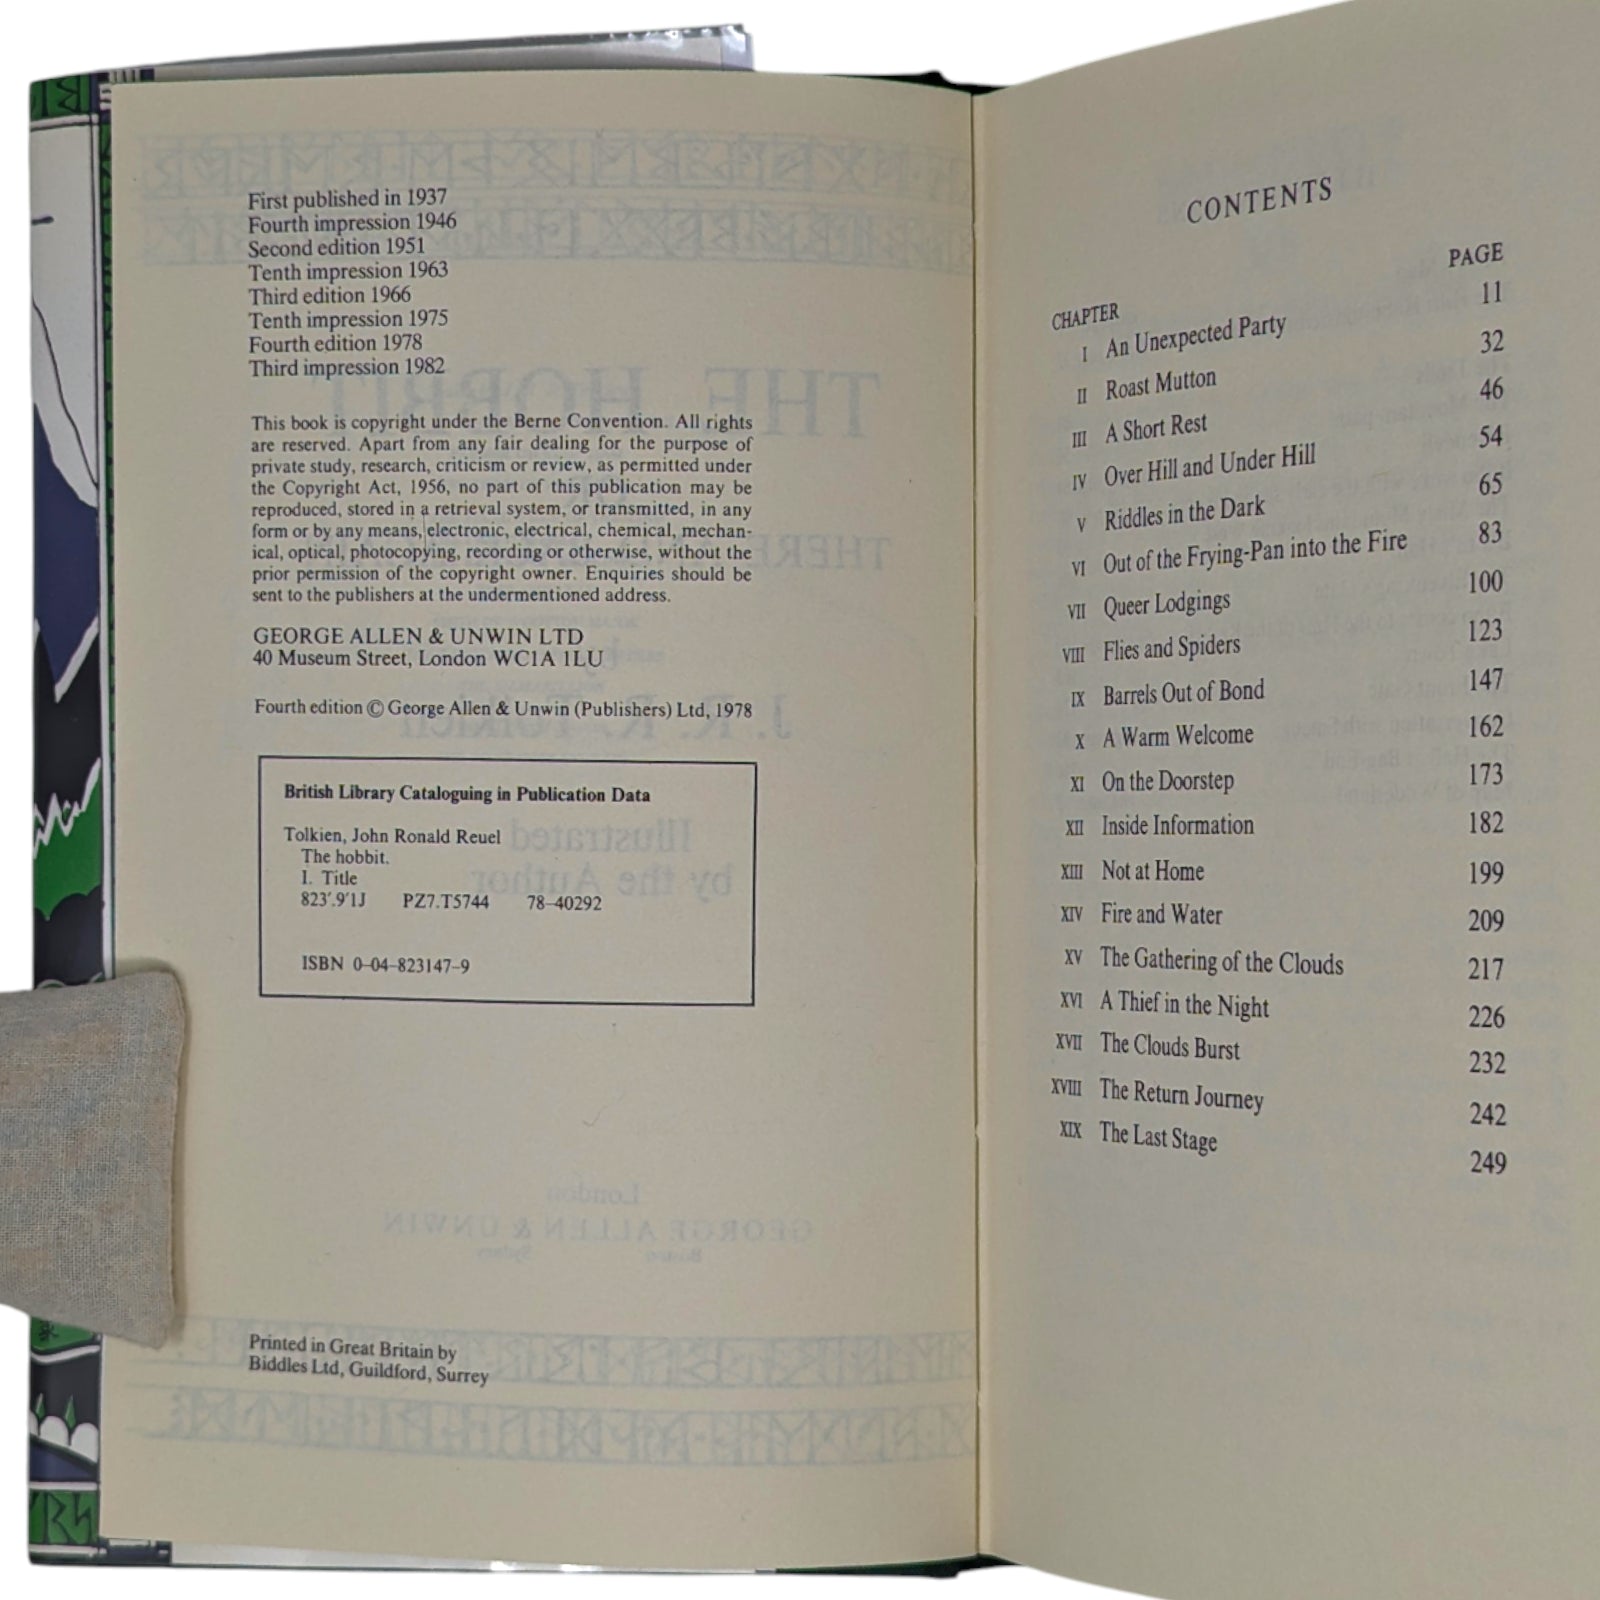 First published in 1937
Fourth impression 1946
Second edition 1951
Tenth impression 1963
Third edition 1966
Tenth impression 1975
Fourth edition 1978
Third impression 1982
This book is copyright under the Berne Convention. All rights
are reserved. Apart from any fair dealing for the purpose of
private study, research, criticism or review, as permitted under
the Copyright Act, 1956, no part of this publication may be
reproduced, stored in a retrieval system, or transmitted, in any
form or by any means, electronic, electrical, chemical, mechan-
ical, optical, photocopying, recording or otherwise, without the
prior permission of the copyright owner. Enquiries should be
sent to the publishers at the undermentioned address.
GEORGE ALLEN & UNWIN LTD
40 Museum Street, London WC1A 1LU
Fourth edition © George Allen & Unwin (Publishers) Ltd, 1978
British Library Cataloguing in Publication Data
Tolkien, John Ronald Reuel
The hobbit.
I. Title
823'.9'1J PZ7.T5744 78–40292
ISBN 0–04–823147–9
Printed in Great Britain by
Biddles Ltd, Guildford, Surrey
CONTENTS
CHAPTER PAGE
I An Unexpected Party 11
II Roast Mutton 32
III A Short Rest 46
IV Over Hill and Under Hill 54
V Riddles in the Dark 65
VI Out of the Frying-Pan into the Fire 83
VII Queer Lodgings 100
VIII Flies and Spiders 123
IX Barrels Out of Bond 147
X A Warm Welcome 162
XI On the Doorstep 173
XII Inside Information 182
XIII Not at Home 199
XIV Fire and Water 209
XV The Gathering of the Clouds 217
XVI A Thief in the Night 226
XVII The Clouds Burst 232
XVIII The Return Journey 242
XIX The Last Stage 249